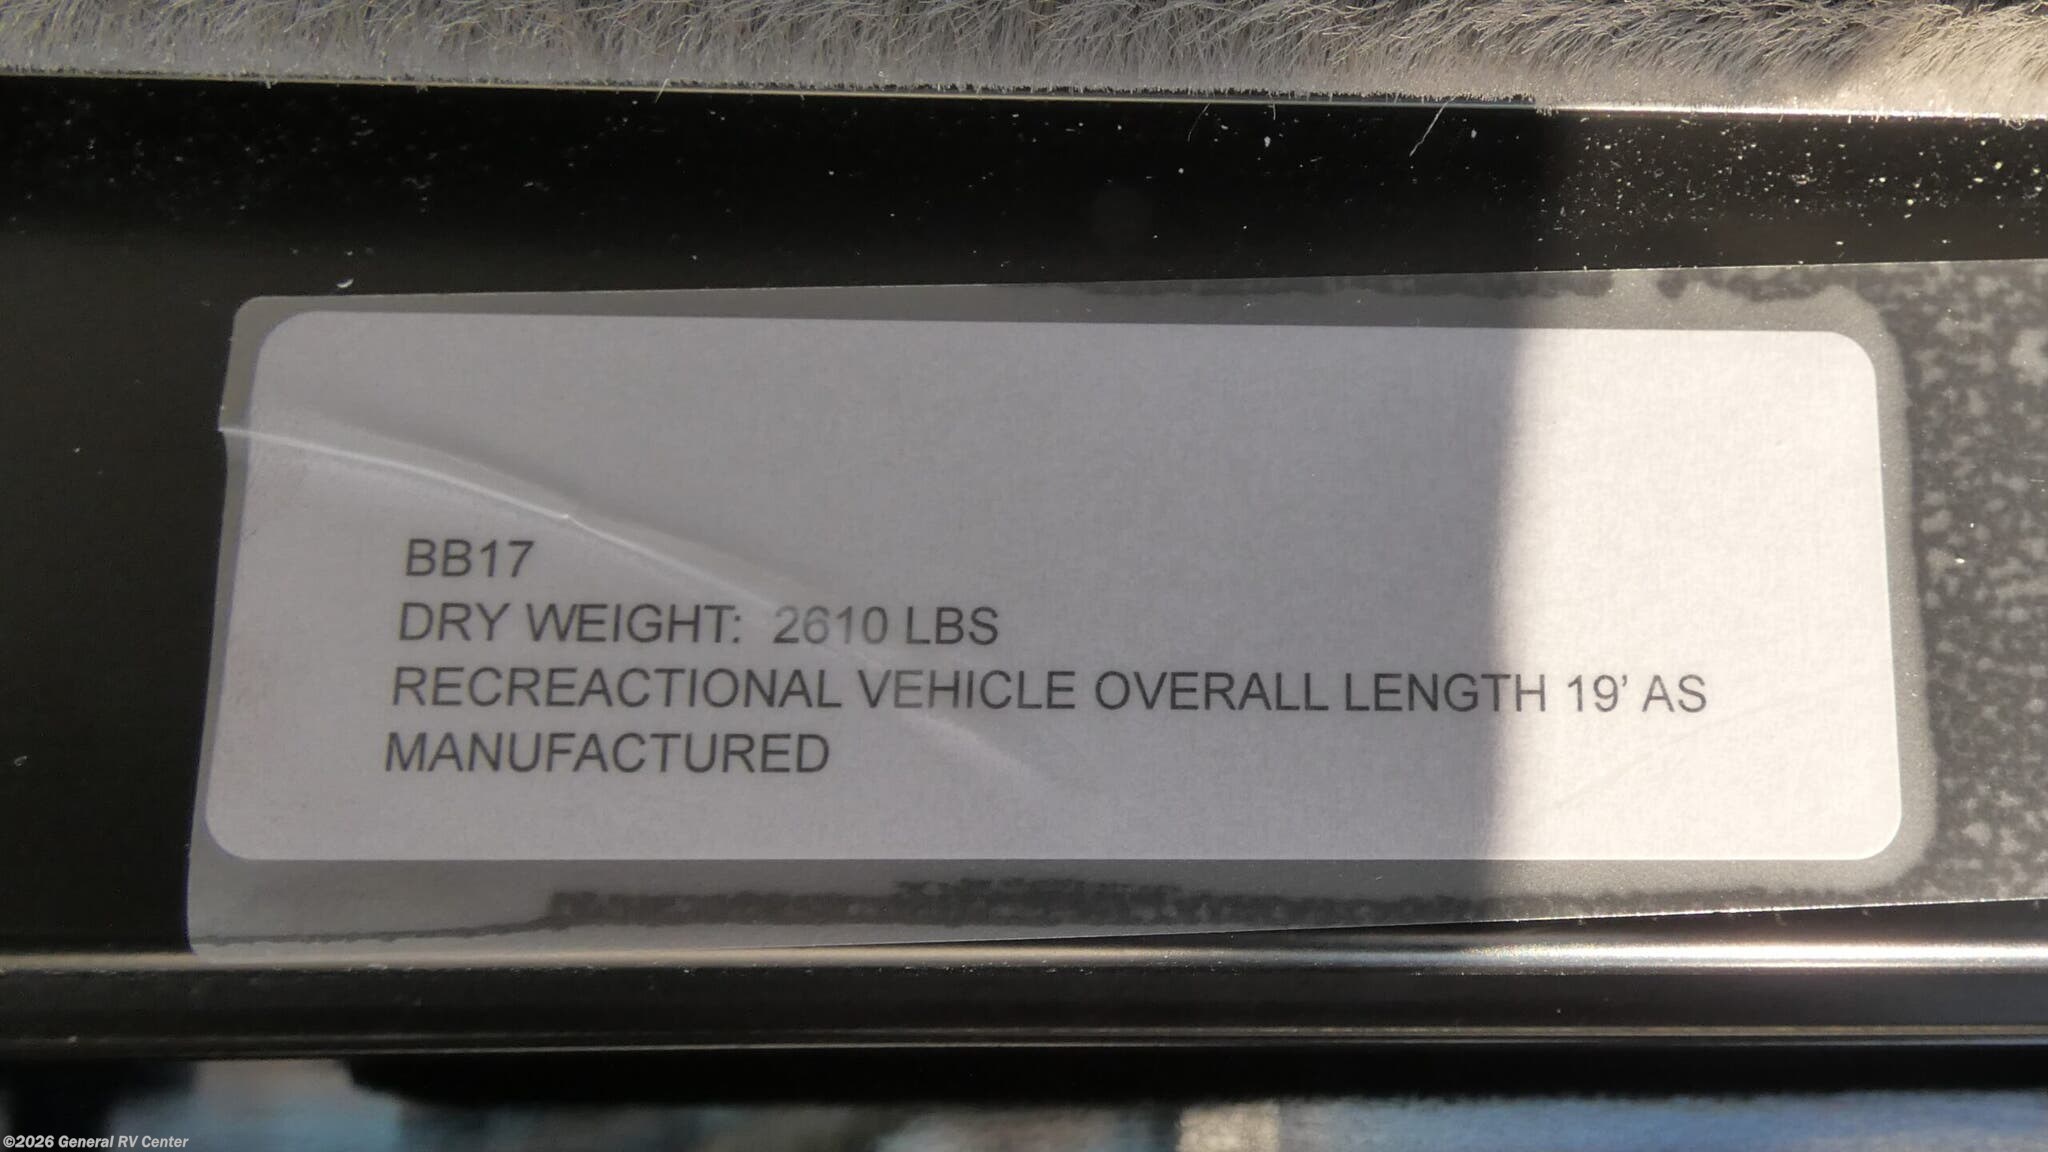 BB17
DRY WEIGHT: 2610 LBS
RECREACTIONAL VEHICLE OVERALL LENGTH 19' AS
MANUFACTURED
©2026 General RV Center